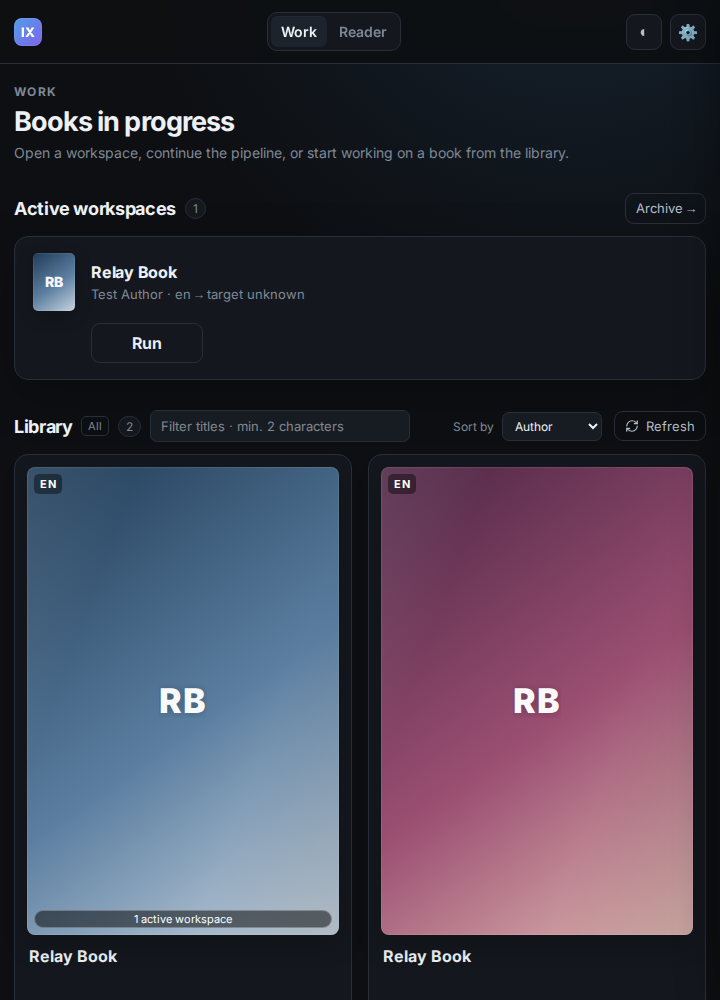 IX
Work Reader
WORK
Books in progress
Open a workspace, continue the pipeline, or start working on a book from the library.
Active workspaces 1
Archive →
RB
Relay Book
Test Author · en → target unknown
Run
Library All 2 Filter titles · min. 2 characters Sort by Author Refresh
EN
RB
1 active workspace
Relay Book
EN
RB
Relay Book